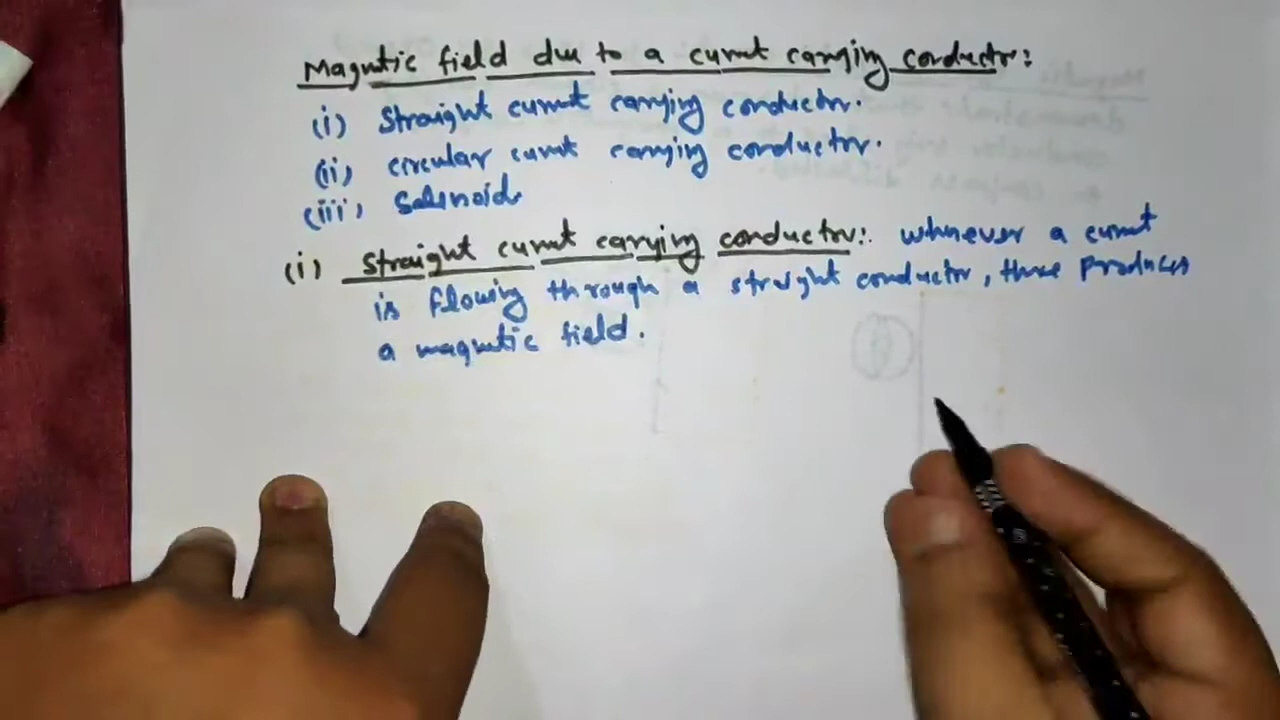 Magnetic field due to a current carrying conductor:
(i) Straight current carrying conductor.
(ii) circular current carrying conductor.
(iii) Solenoid.
(i) Straight current carrying conductor:. whenever a current
is flowing through a straight conductor, there produces
a magnetic field.